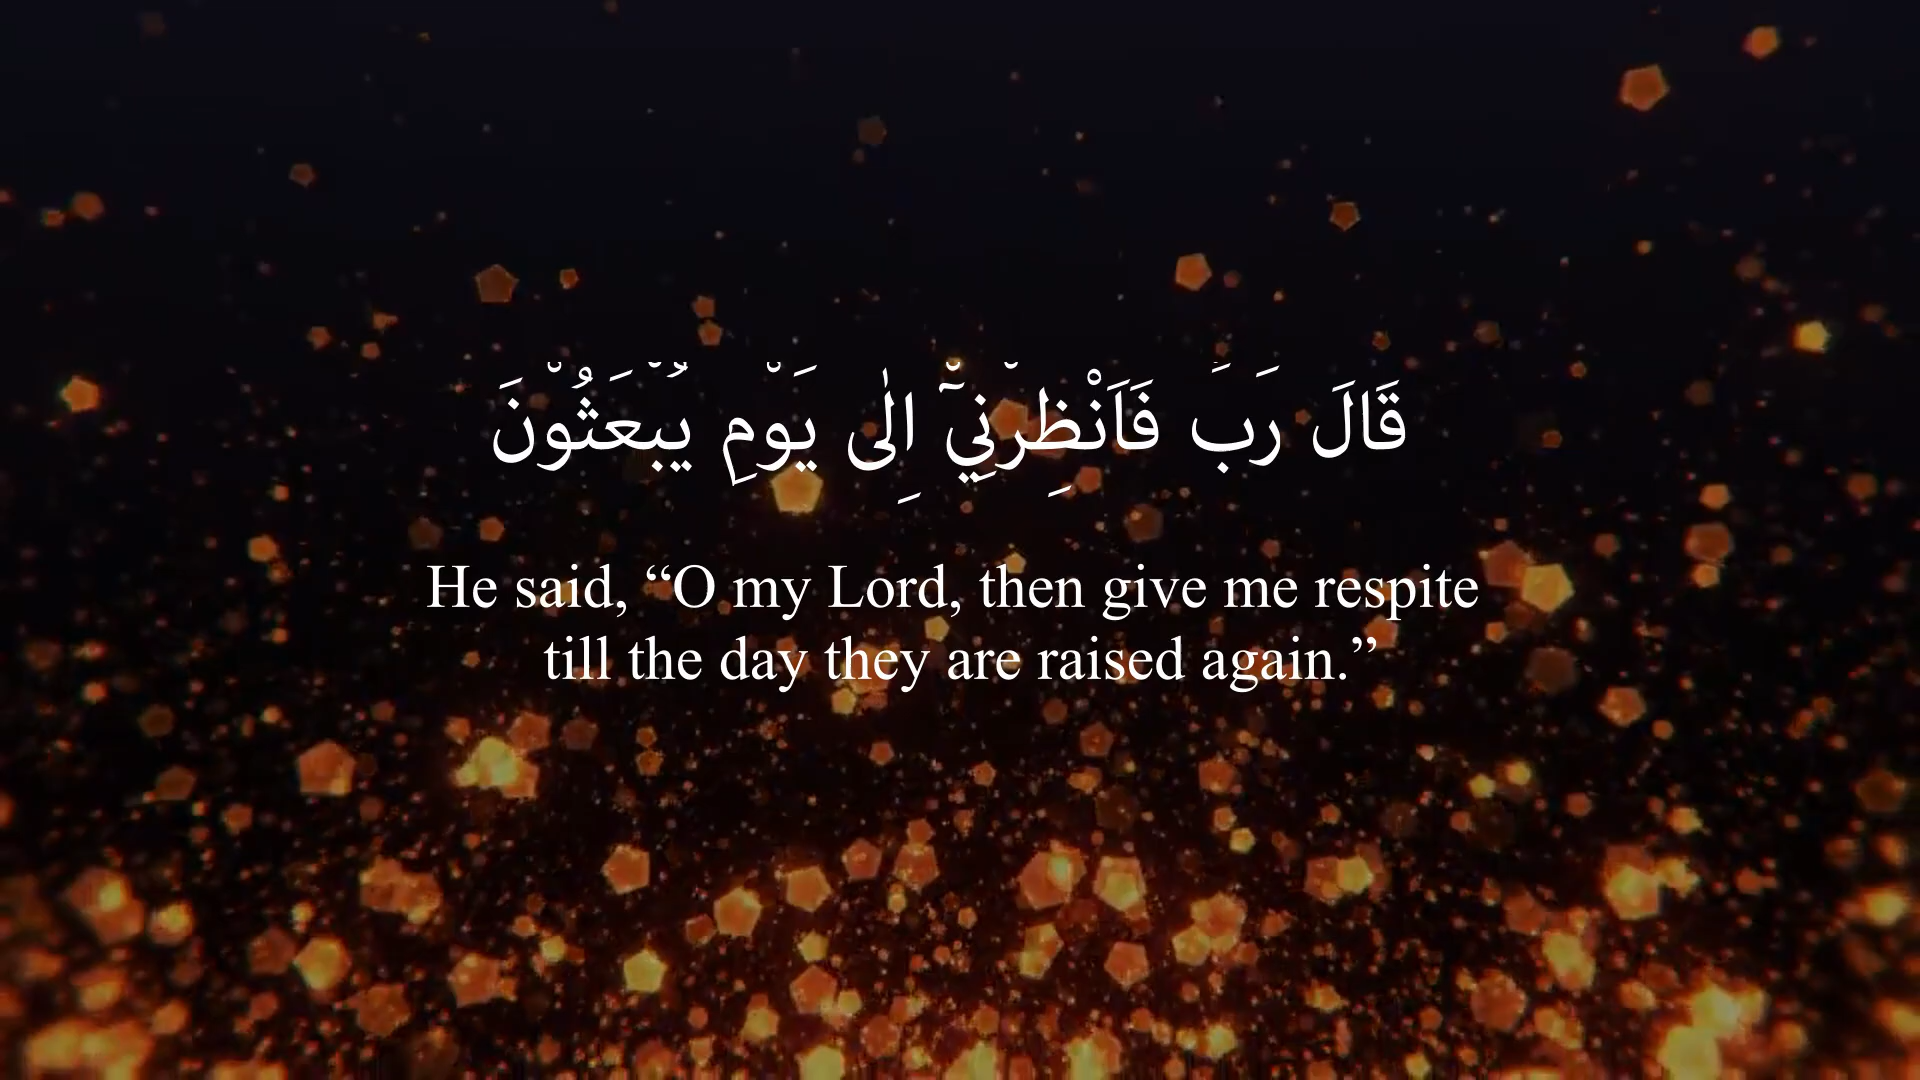 قَالَ رَبَ فَاَنْظِرْنِيْٓ اِلٰى يَوْمِ يُبْعَثُوْنَ
He said, “O my Lord, then give me respite
till the day they are raised again.”